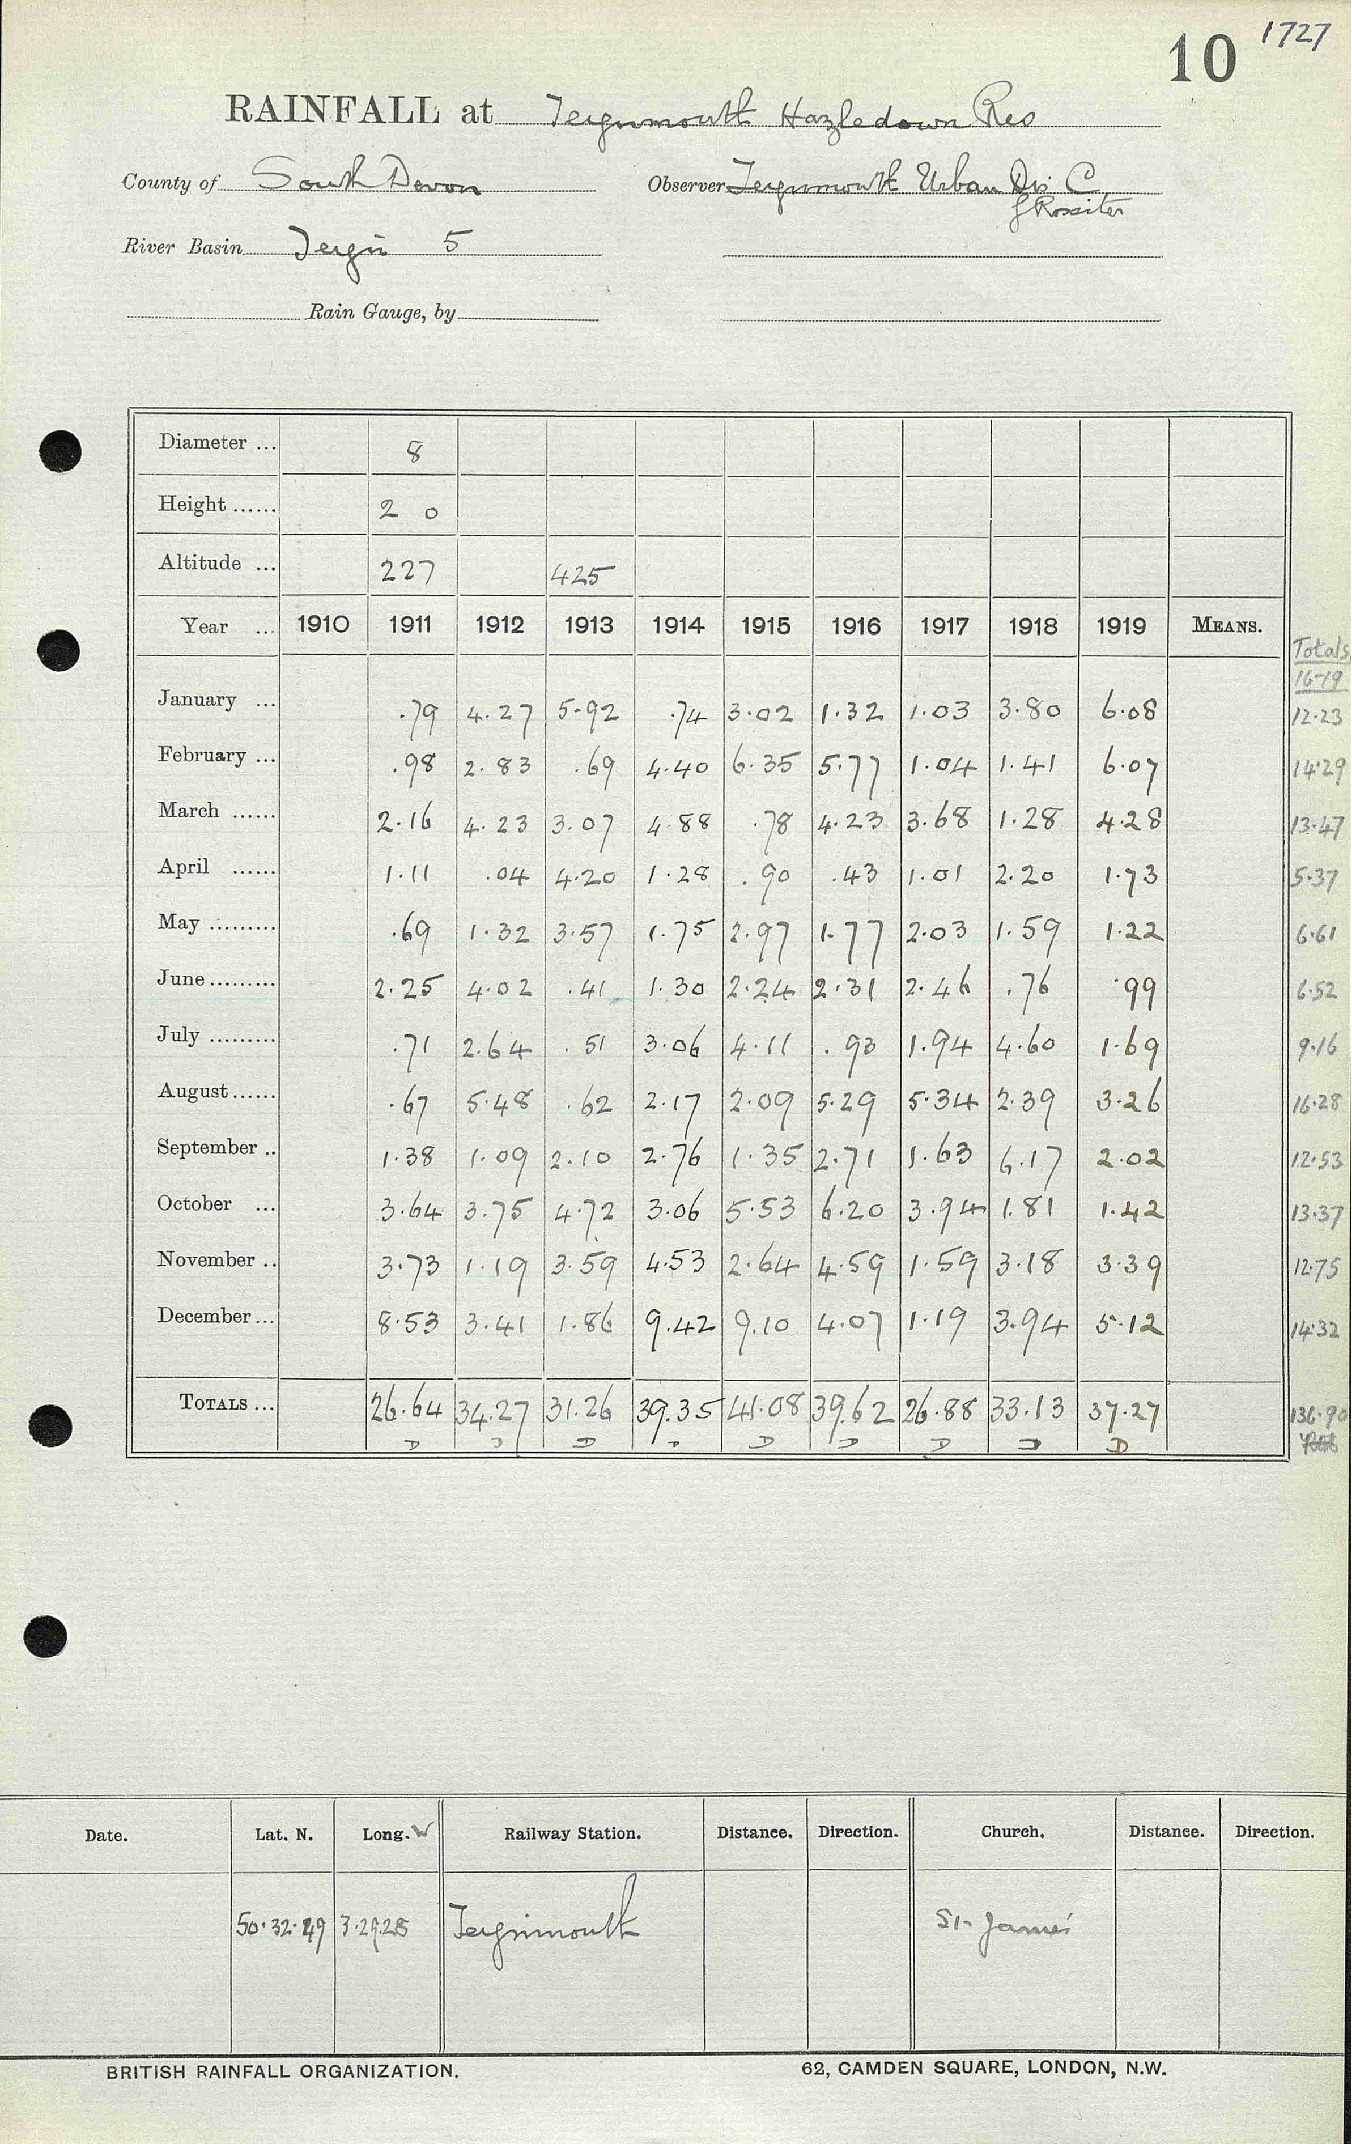 1727
10
RAINFALL at Teignmouth Hazledown Res
County of South Devon Observer Teignmouth Urban Dis C
J Rossiter
River Basin Teign 5
Rain Gauge, by
Diameter ... 8
Height ...... 2 0
Altitude ... 227 425
Year ... 1910 1911 1912 1913 1914 1915 1916 1917 1918 1919 MEANS. Totals
16-19
January ... .79 4.27 5.92 .74 3.02 1.32 1.03 3.80 6.08 12.23
February ... .98 2.83 .69 4.40 6.35 5.77 1.04 1.41 6.07 14.29
March ...... 2.16 4.23 3.07 4.88 .78 4.23 3.68 1.28 4.28 13.47
April ...... 1.11 .04 4.20 1.28 .90 .43 1.01 2.20 1.73 5.37
May ......... .69 1.32 3.57 1.75 2.97 1.77 2.03 1.59 1.22 6.61
June ......... 2.25 4.02 .41 1.30 2.24 2.31 2.46 .76 .99 6.52
July ......... .71 2.64 .51 3.06 4.11 .93 1.94 4.60 1.69 9.16
August...... .67 5.48 .62 2.17 2.09 5.29 5.34 2.39 3.26 16.28
September .. 1.38 1.09 2.10 2.76 1.35 2.71 1.63 6.17 2.02 12.53
October ... 3.64 3.75 4.72 3.06 5.53 6.20 3.94 1.81 1.42 13.37
November .. 3.73 1.19 3.59 4.53 2.64 4.59 1.59 3.18 3.39 12.75
December ... 8.53 3.41 1.86 9.42 9.10 4.07 1.19 3.94 5.12 14.32
TOTALS ... 26.64 34.27 31.26 39.35 41.08 39.62 26.88 33.13 37.27 136.90
D D D D D D D D D
Date. Lat. N. Long. W Railway Station. Distance. Direction. Church. Distance. Direction.
50.32.49 3.29.28 Teignmouth St. James
BRITISH RAINFALL ORGANIZATION. 62, CAMDEN SQUARE, LONDON, N.W.